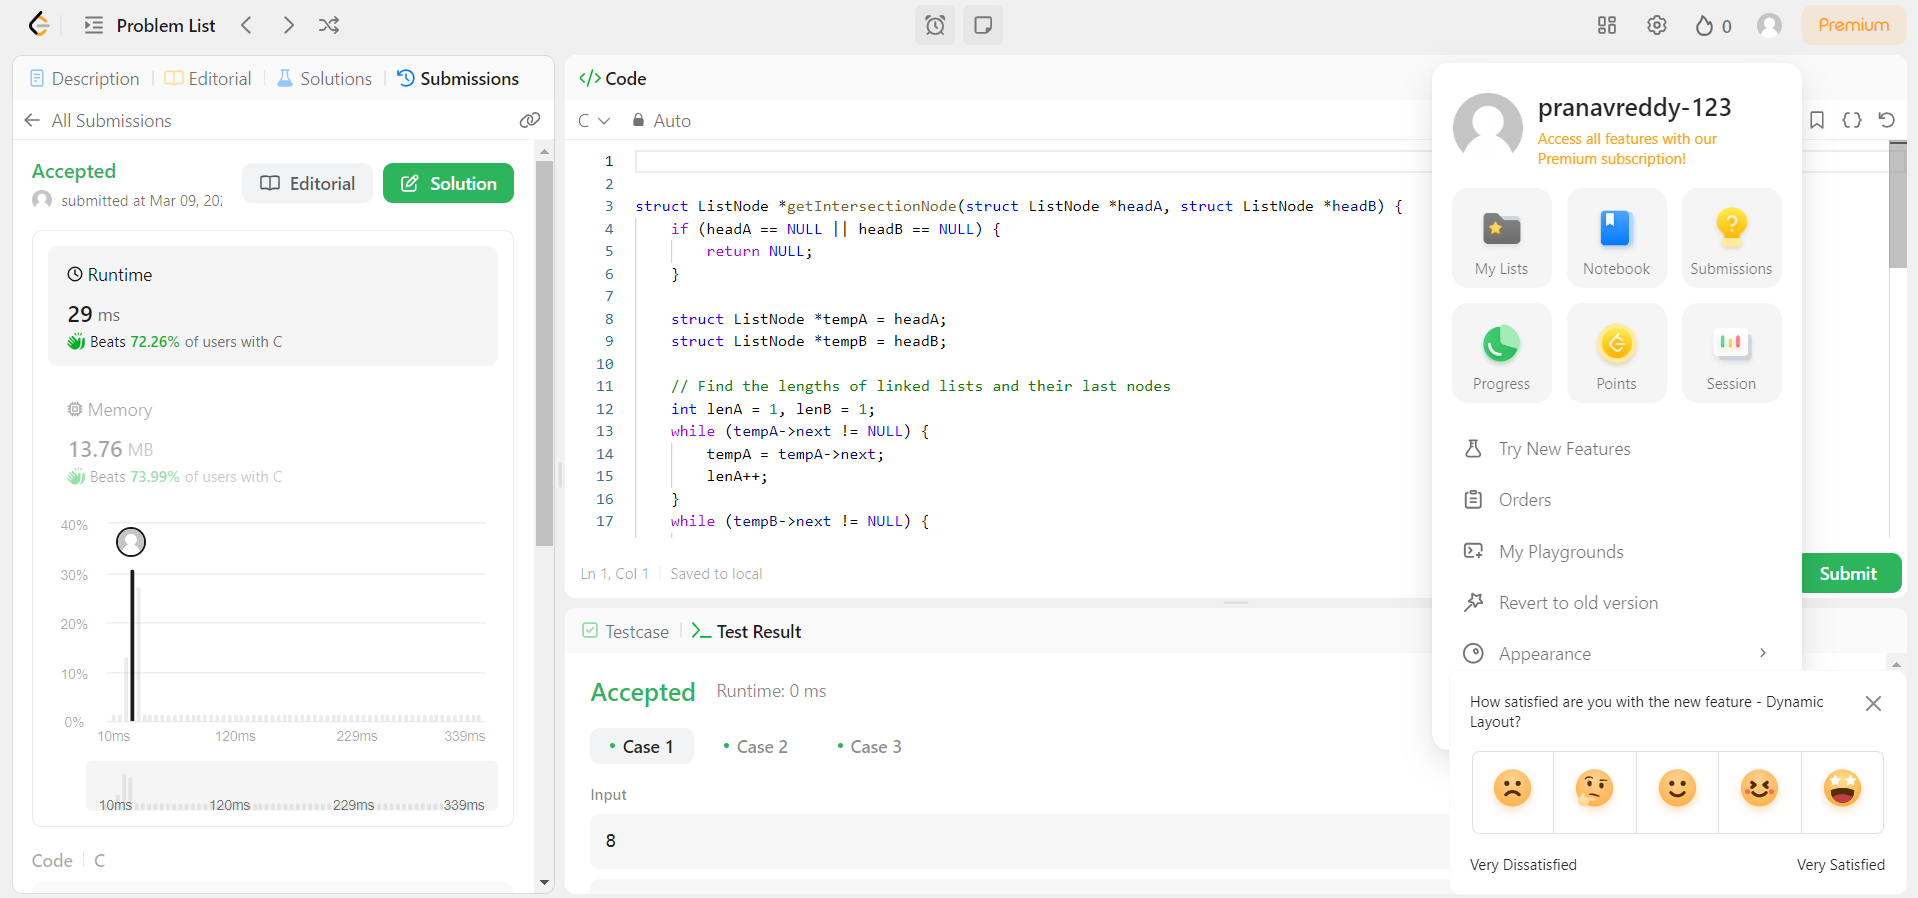 Problem List
0
Premium
Description
Editorial
Solutions
Submissions
All Submissions
Accepted
submitted at Mar 09, 20
Editorial
Solution
Runtime
29 ms
Beats 72.26% of users with C
Memory
13.76 MB
Beats 73.99% of users with C
40%
30%
20%
10%
0%
10ms 120ms 229ms 339ms
10ms 120ms 229ms 339ms
Code C
</> Code
C Auto
1
2
3 struct ListNode *getIntersectionNode(struct ListNode *headA, struct ListNode *headB) {
4 if (headA == NULL || headB == NULL) {
5 return NULL;
6 }
7
8 struct ListNode *tempA = headA;
9 struct ListNode *tempB = headB;
10
11 // Find the lengths of linked lists and their last nodes
12 int lenA = 1, lenB = 1;
13 while (tempA->next != NULL) {
14 tempA = tempA->next;
15 lenA++;
16 }
17 while (tempB->next != NULL) {
Ln 1, Col 1 Saved to local
Submit
Testcase
Test Result
Accepted Runtime: 0 ms
Case 1
Case 2
Case 3
Input
8
pranavreddy-123
Access all features with our
Premium subscription!
My Lists
Notebook
Submissions
Progress
Points
Session
Try New Features
Orders
My Playgrounds
Revert to old version
Appearance
How satisfied are you with the new feature - Dynamic
Layout?
Very Dissatisfied
Very Satisfied